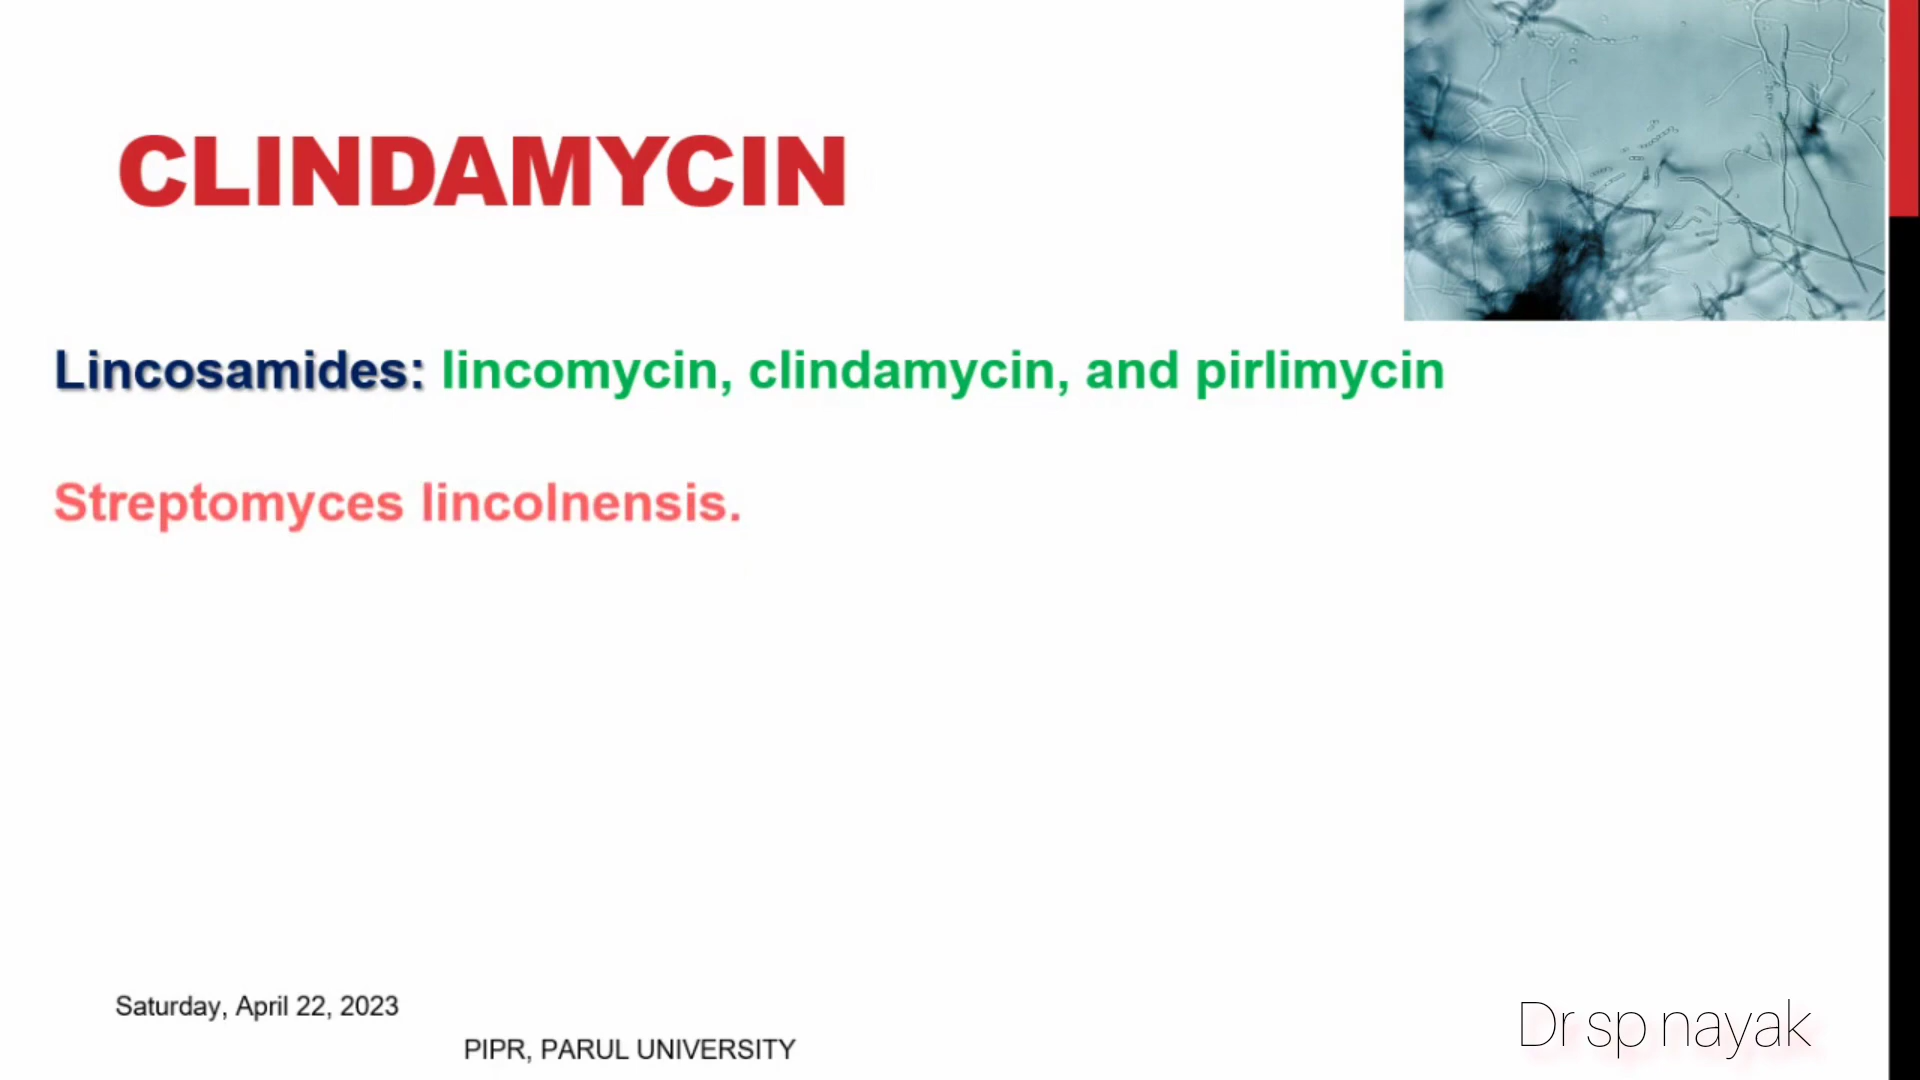 CLINDAMYCIN
Lincosamides: lincomycin, clindamycin, and pirlimycin
Streptomyces lincolnensis.
Saturday, April 22, 2023
PIPR, PARUL UNIVERSITY
Dr sp nayak